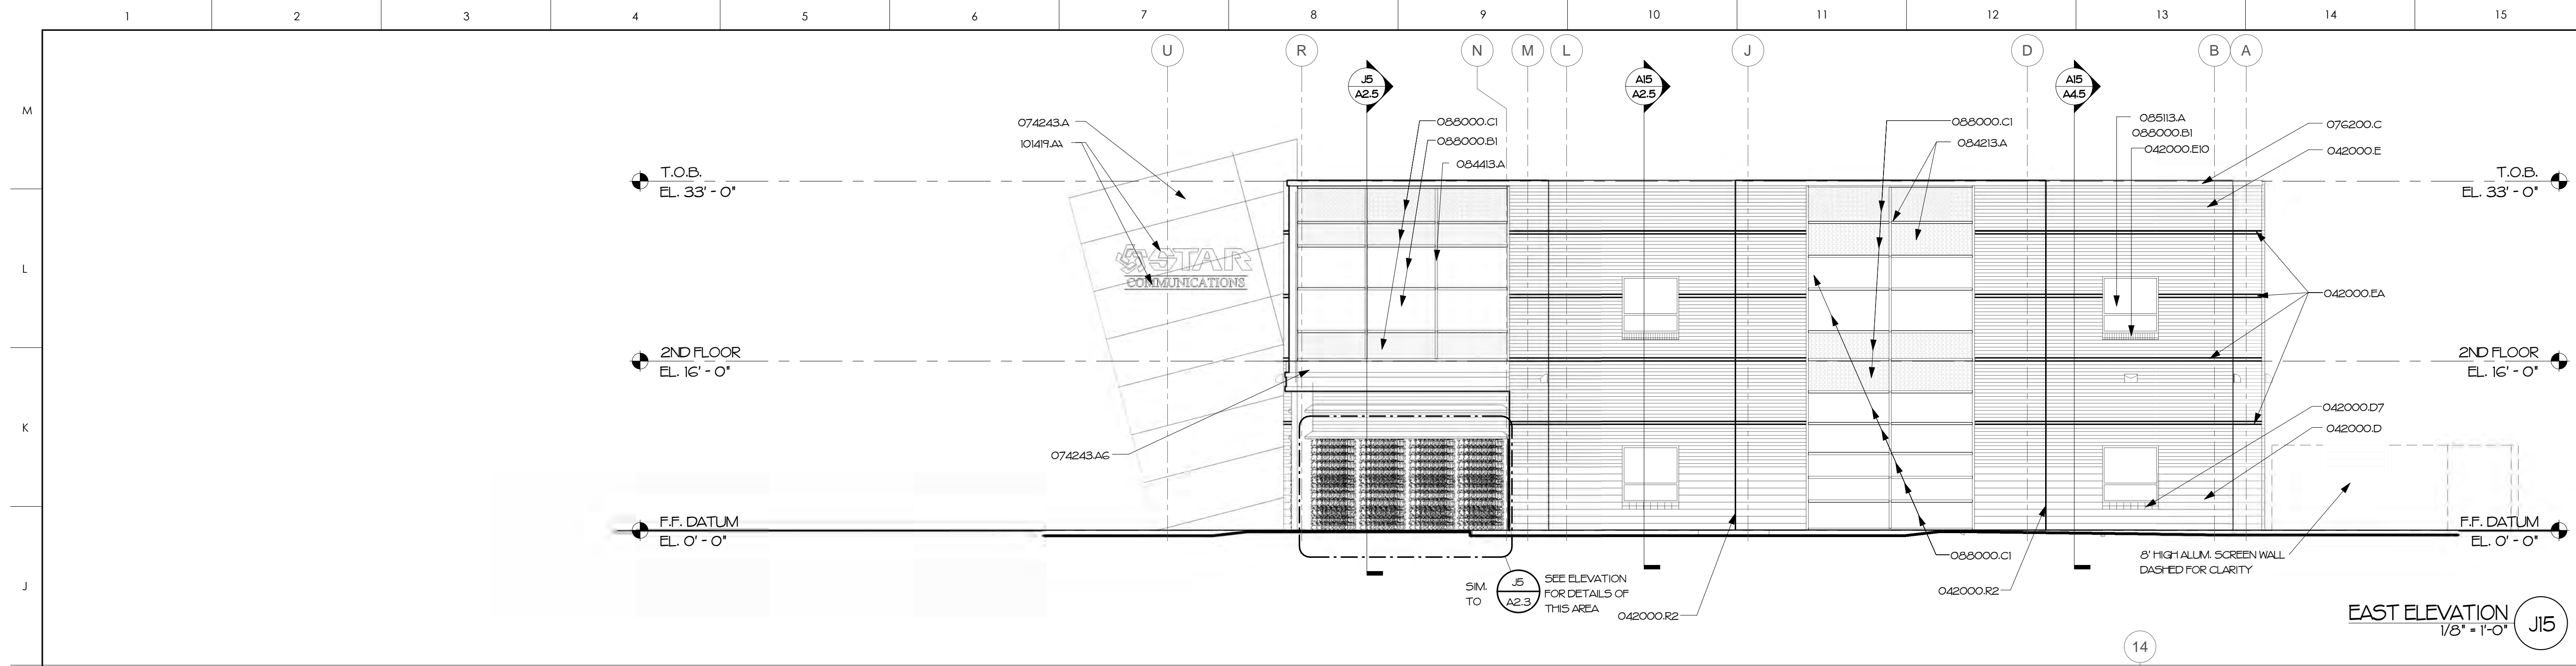 1 2 3 4 5 6 7 8 9 10 11 12 13 14 15
U R N M L J D B A
J5
A2.5
A15
A2.5
A15
A4.5
M
074243.A
101419.A1
088000.C1
088000.B1
084413.A
088000.C1
084213.A
085113.A
088000.B1
042000.E10
076200.C
042000.E
T.O.B.
EL. 33' - 0"
T.O.B.
EL. 33' - 0"
L
STAR
COMMUNICATIONS
042000.EA
2ND FLOOR
EL. 16' - 0"
2ND FLOOR
EL. 16' - 0"
K
042000.D7
042000.D
074243.A6
F.F. DATUM
EL. 0' - 0"
F.F. DATUM
EL. 0' - 0"
088000.C1
8' HIGH ALUM. SCREEN WALL
DASHED FOR CLARITY
J
SIM.
TO
J5
A2.3
SEE ELEVATION
FOR DETAILS OF
THIS AREA
042000.R2
042000.R2
EAST ELEVATION
1/8" = 1'-0"
J15
14